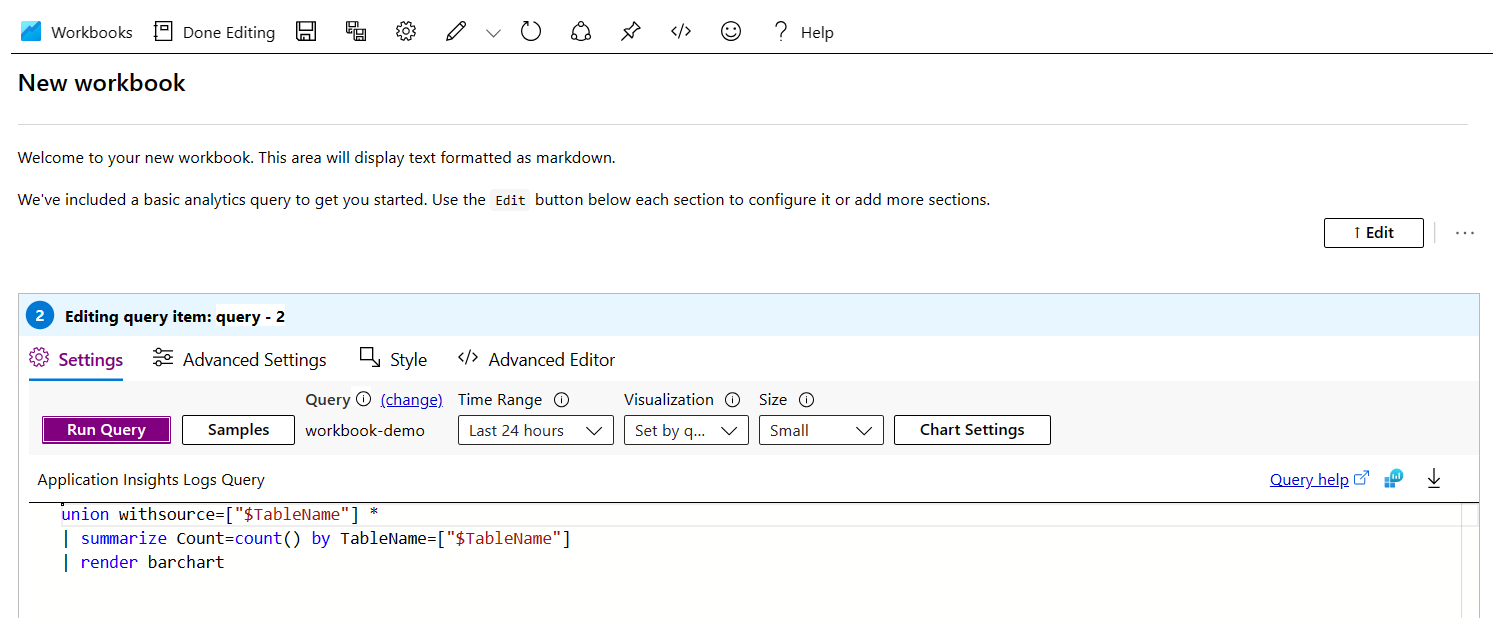 Workbooks Done Editing </> ? Help
New workbook
Welcome to your new workbook. This area will display text formatted as markdown.
We've included a basic analytics query to get you started. Use the Edit button below each section to configure it or add more sections.
↑ Edit ...
2 Editing query item: query - 2
Settings Advanced Settings Style </> Advanced Editor
Query (change) Time Range Visualization Size
Run Query Samples workbook-demo Last 24 hours Set by q... Small Chart Settings
Application Insights Logs Query Query help
union withsource=["$TableName"] *
| summarize Count=count() by TableName=["$TableName"]
| render barchart